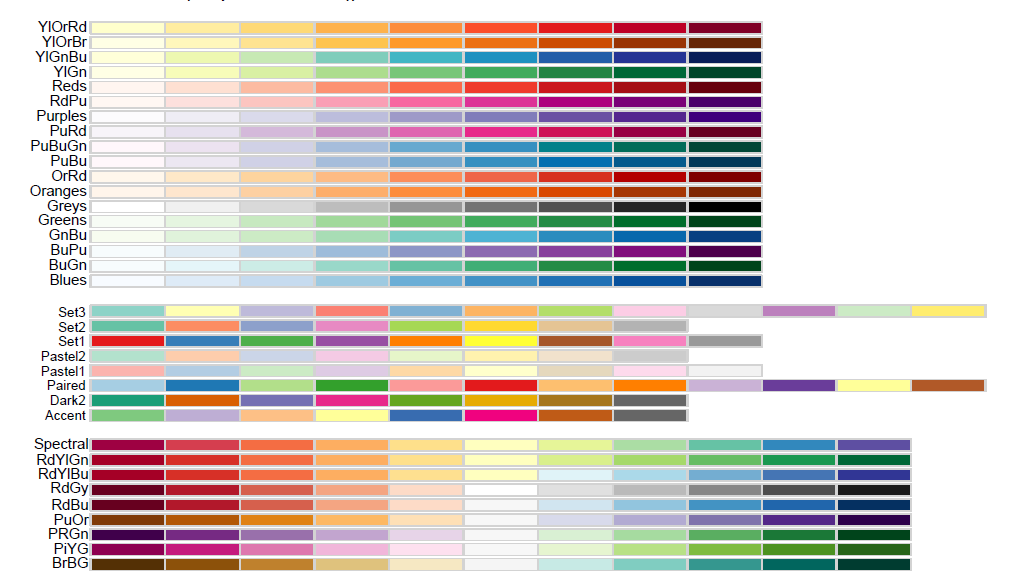 YlOrRd
YlOrBr
YlGnBu
YlGn
Reds
RdPu
Purples
PuRd
PuBuGn
PuBu
OrRd
Oranges
Greys
Greens
GnBu
BuPu
BuGn
Blues
Set3
Set2
Set1
Pastel2
Pastel1
Paired
Dark2
Accent
Spectral
RdYlGn
RdYlBu
RdGy
RdBu
PuOr
PRGn
PiYG
BrBG